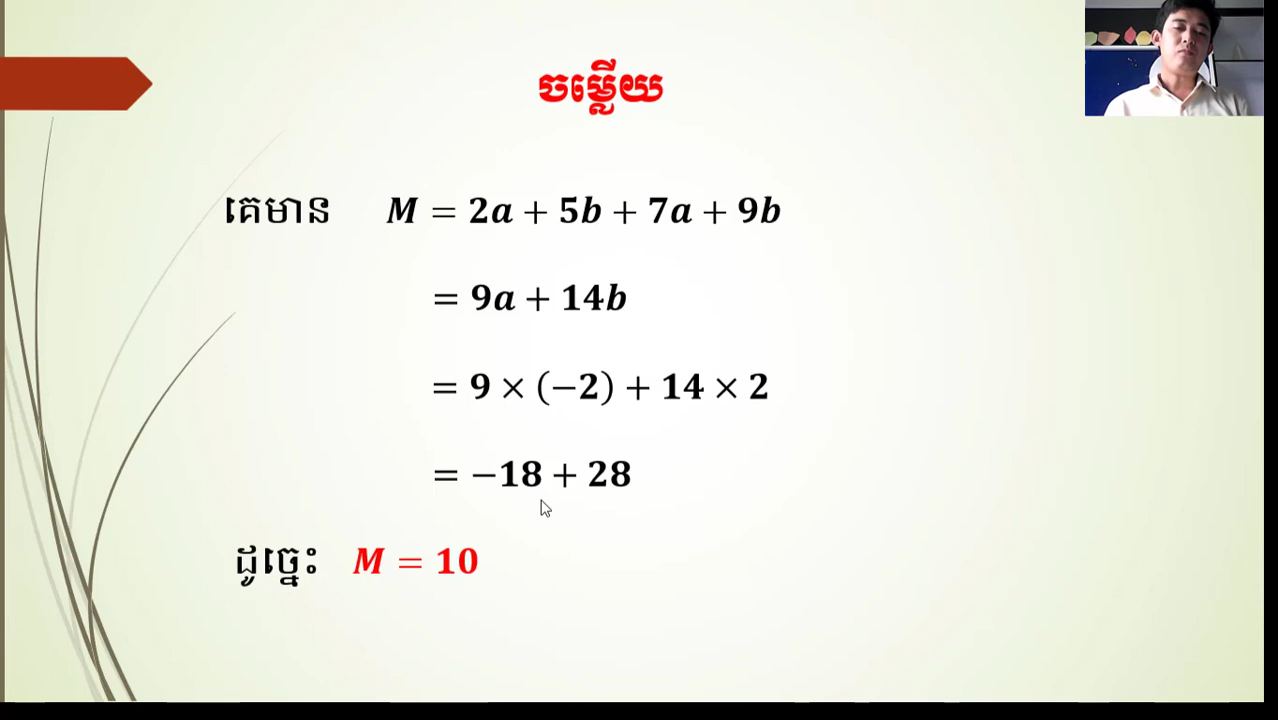 ចម្លើយ
គេមាន M = 2a + 5b + 7a + 9b
= 9a + 14b
= 9 × (−2) + 14 × 2
= −18 + 28
ដូច្នេះ M = 10